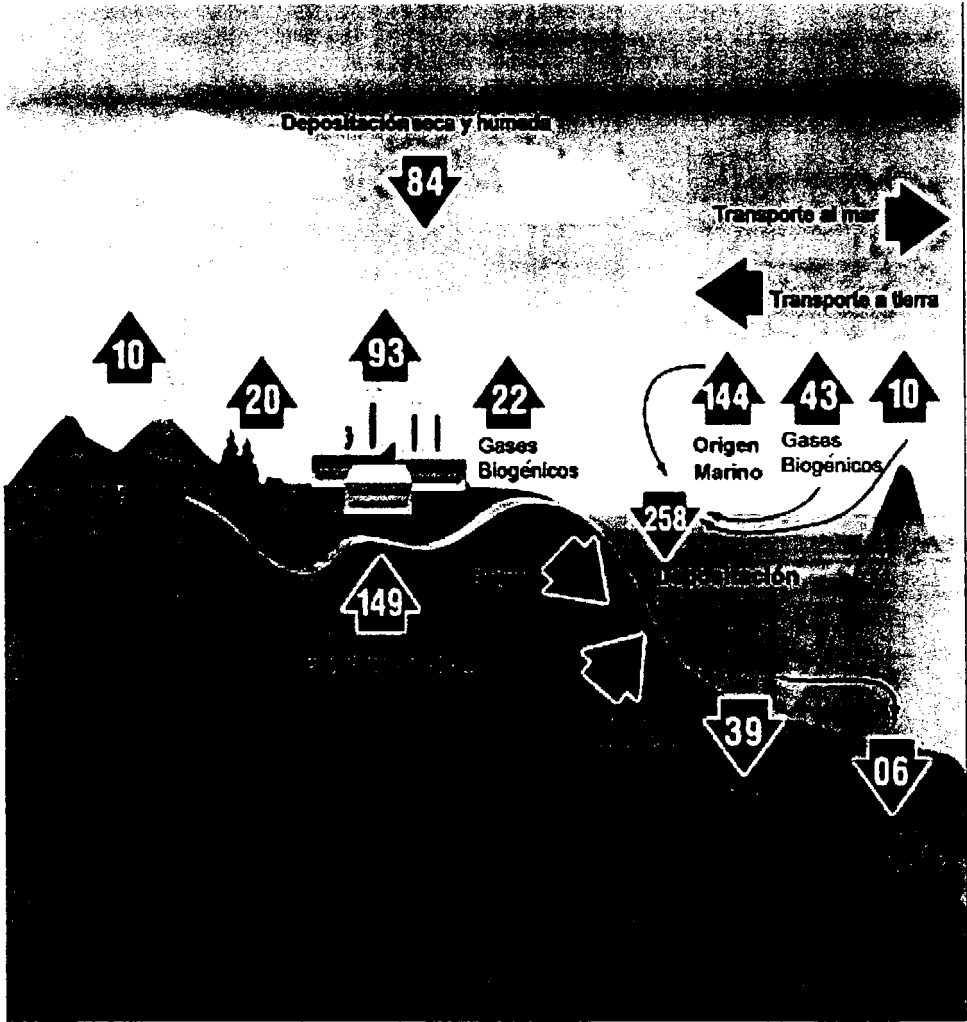 Depositación seca y humeda
84
Transporte al mar
Transporte a tierra
10
20
93
22
Gases
Biogénicos
144
Origen
Marino
43
Gases
Biogénicos
10
258
Depositación
149
39
06